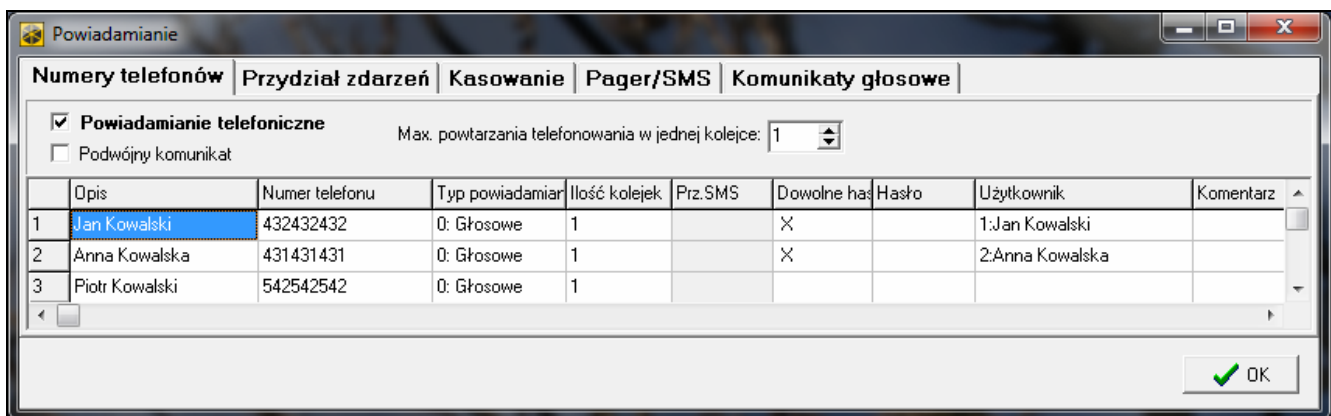 Powiadamianie
Numery telefonów Przydział zdarzeń Kasowanie Pager/SMS Komunikaty głosowe
Powiadamianie telefoniczne Max. powtarzania telefonowania w jednej kolejce: 1
Podwójny komunikat
Opis Numer telefonu Typ powiadamiar Ilość kolejek Prz.SMS Dowolne has Hasło Użytkownik Komentarz
1 Jan Kowalski 432432432 0: Głosowe 1 X 1:Jan Kowalski
2 Anna Kowalska 431431431 0: Głosowe 1 X 2:Anna Kowalska
3 Piotr Kowalski 542542542 0: Głosowe 1
OK